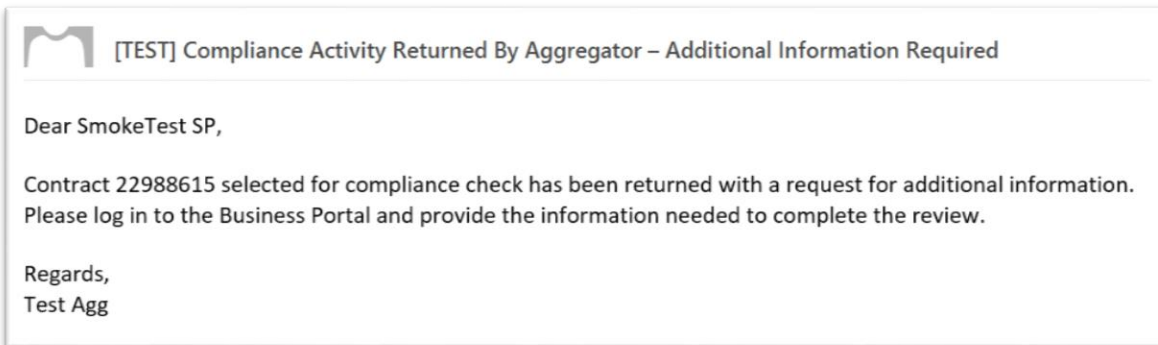 [TEST] Compliance Activity Returned By Aggregator – Additional Information Required
Dear SmokeTest SP,
Contract 22988615 selected for compliance check has been returned with a request for additional information.
Please log in to the Business Portal and provide the information needed to complete the review.
Regards,
Test Agg